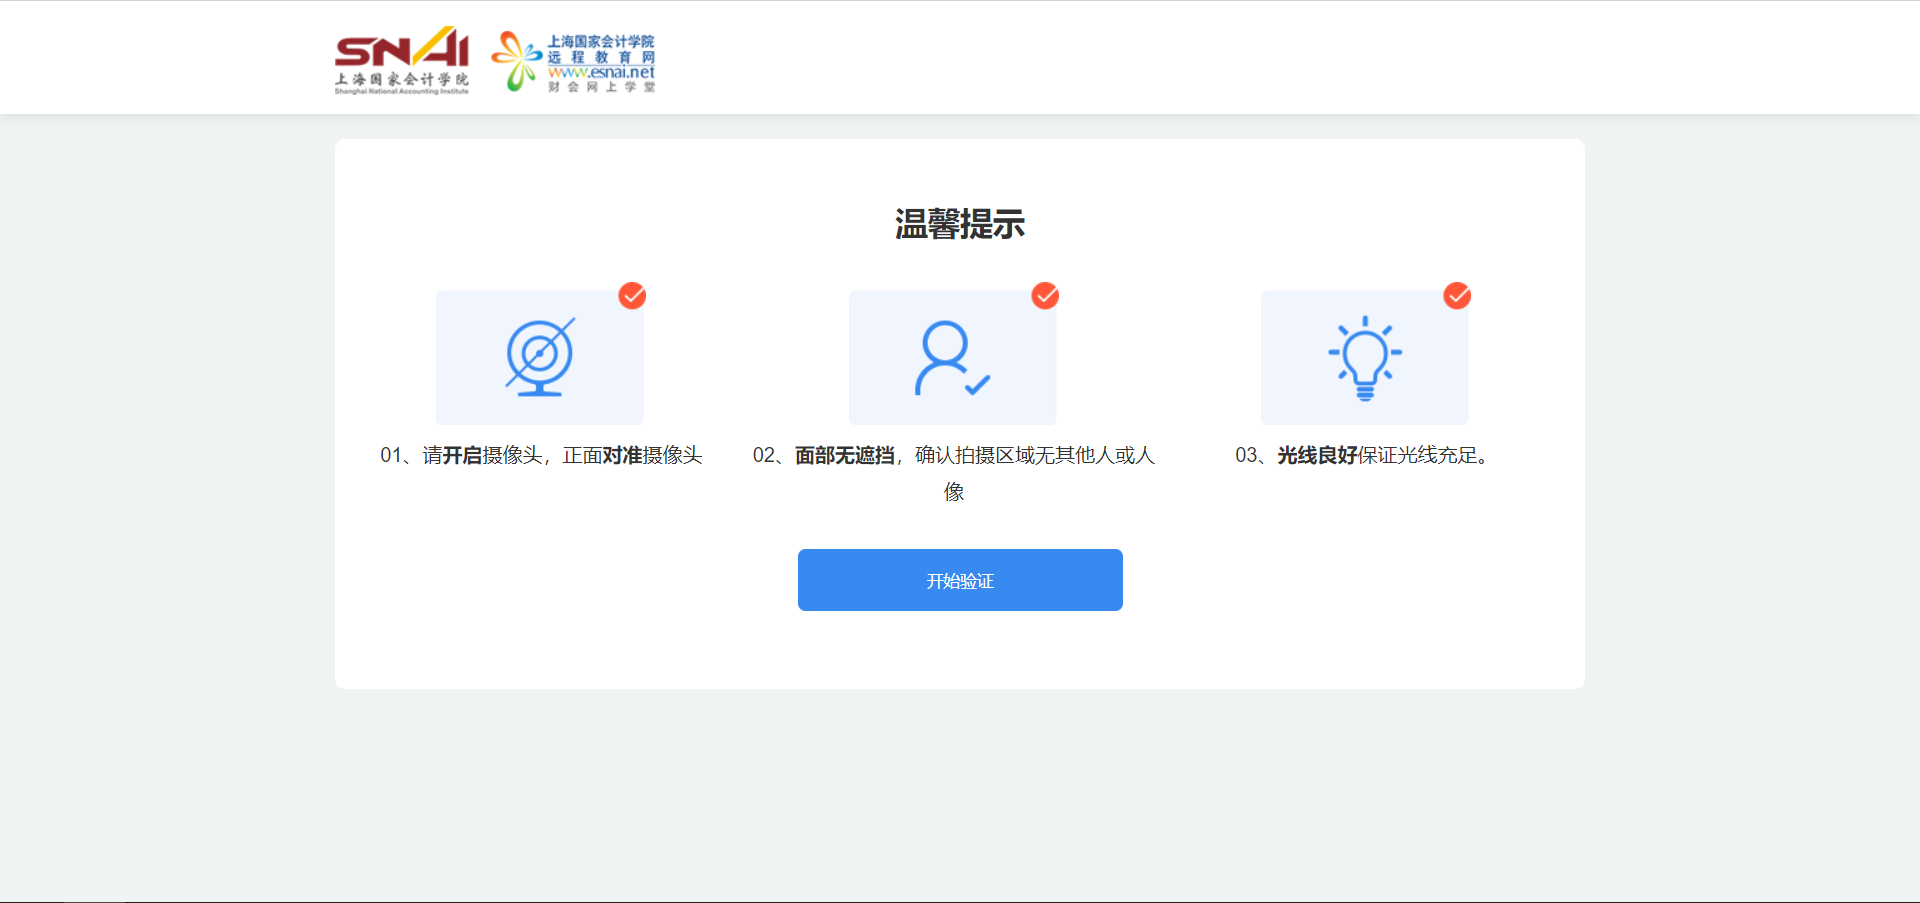 SNAI
上海国家会计学院
Shanghai National Accounting Institute
上海国家会计学院
远程教育网
www.esnai.net
财会网上学堂
温馨提示
01、请开启摄像头，正面对准摄像头
02、面部无遮挡，确认拍摄区域无其他人或人
像
03、光线良好保证光线充足。
开始验证